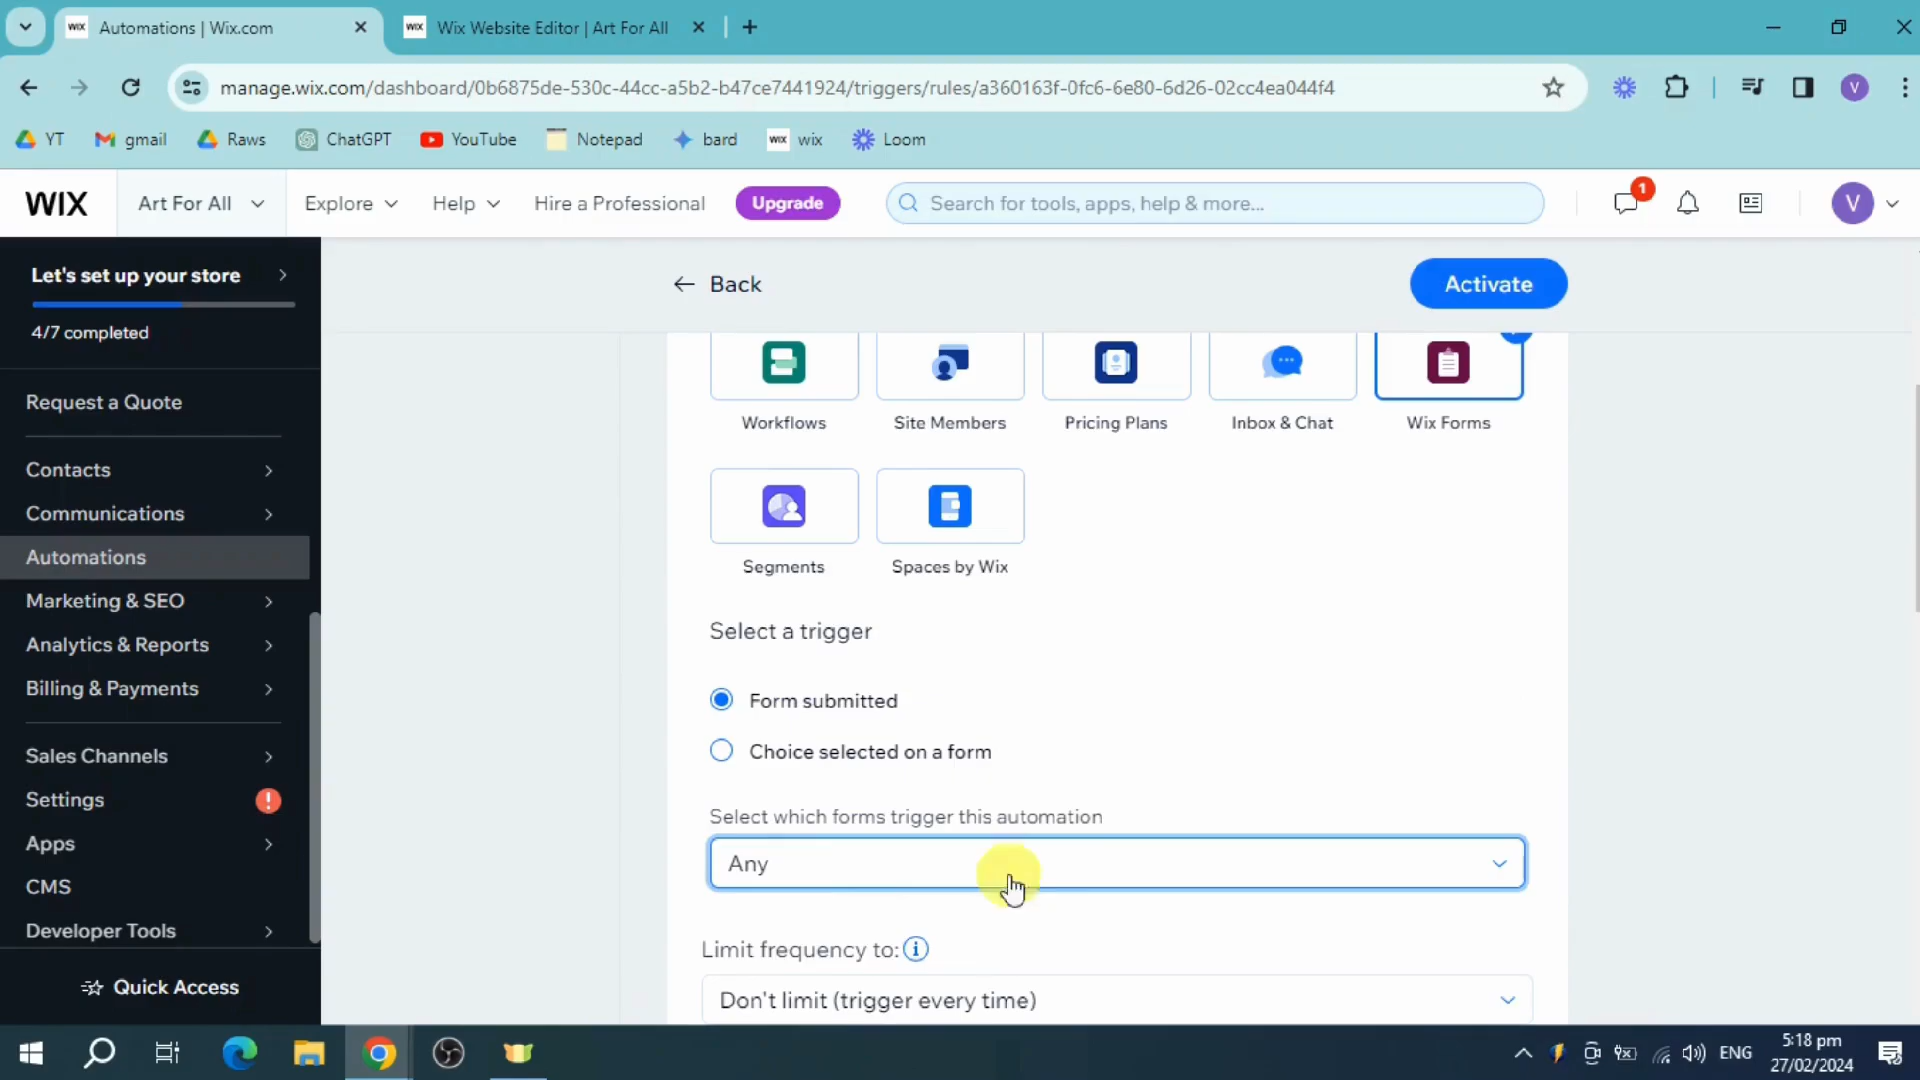 Automations | Wix.com
Wix Website Editor | Art For All
manage.wix.com/dashboard/0b6875de-530c-44cc-a5b2-b47ce7441924/triggers/rules/a360163f-0fc6-6e80-6d26-02cc4ea044f4
V
YT
gmail
Raws
ChatGPT
YouTube
Notepad
bard
wix
Loom
WIX
Art For All
Explore
Help
Hire a Professional
Upgrade
Search for tools, apps, help & more...
1
V
Let's set up your store
4/7 completed
Request a Quote
Contacts
Communications
Automations
Marketing & SEO
Analytics & Reports
Billing & Payments
Sales Channels
Settings
Apps
CMS
Developer Tools
Quick Access
Back
Activate
Workflows
Site Members
Pricing Plans
Inbox & Chat
Wix Forms
Segments
Spaces by Wix
Select a trigger
Form submitted
Choice selected on a form
Select which forms trigger this automation
Any
Limit frequency to:
Don't limit (trigger every time)
ENG
5:18 pm
27/02/2024